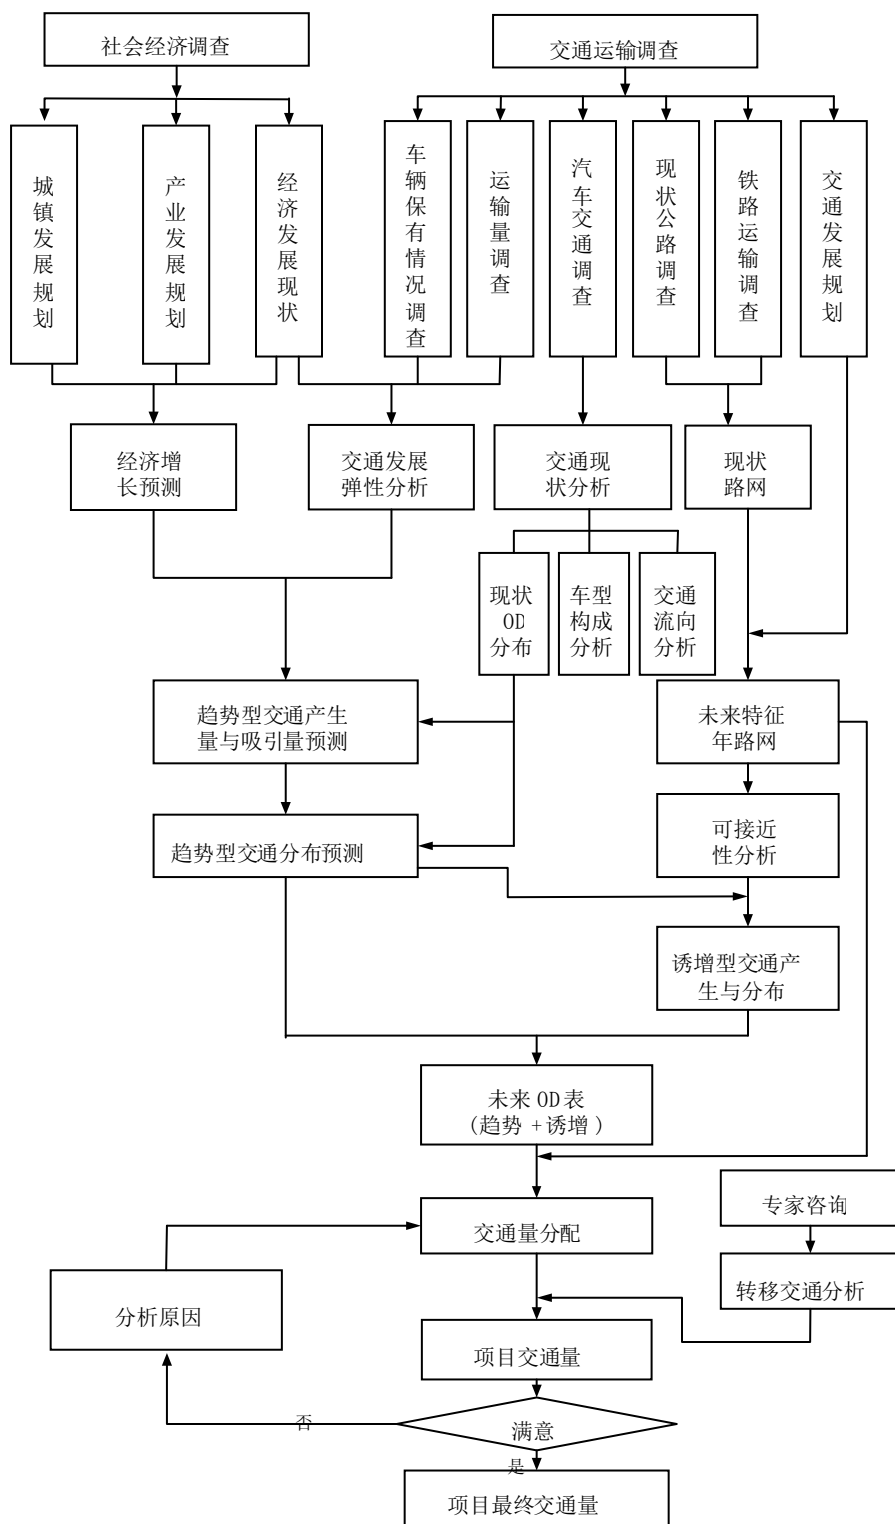 社会经济调查
交通运输调查
城镇发展规划
产业发展规划
经济发展现状
车辆保有情况调查
运输量调查
汽车交通调查
现状公路调查
铁路运输调查
交通发展规划
经济增
长预测
交通发展
弹性分析
交通现
状分析
现状
路网
现状
OD
分布
车型
构成
分析
交通
流向
分析
趋势型交通产生
量与吸引量预测
未来特征
年路网
趋势型交通分布预测
可接近
性分析
诱增型交通产
生与分布
未来 OD 表
(趋势 +诱增 )
专家咨询
交通量分配
转移交通分析
分析原因
项目交通量
否
满意
是
项目最终交通量